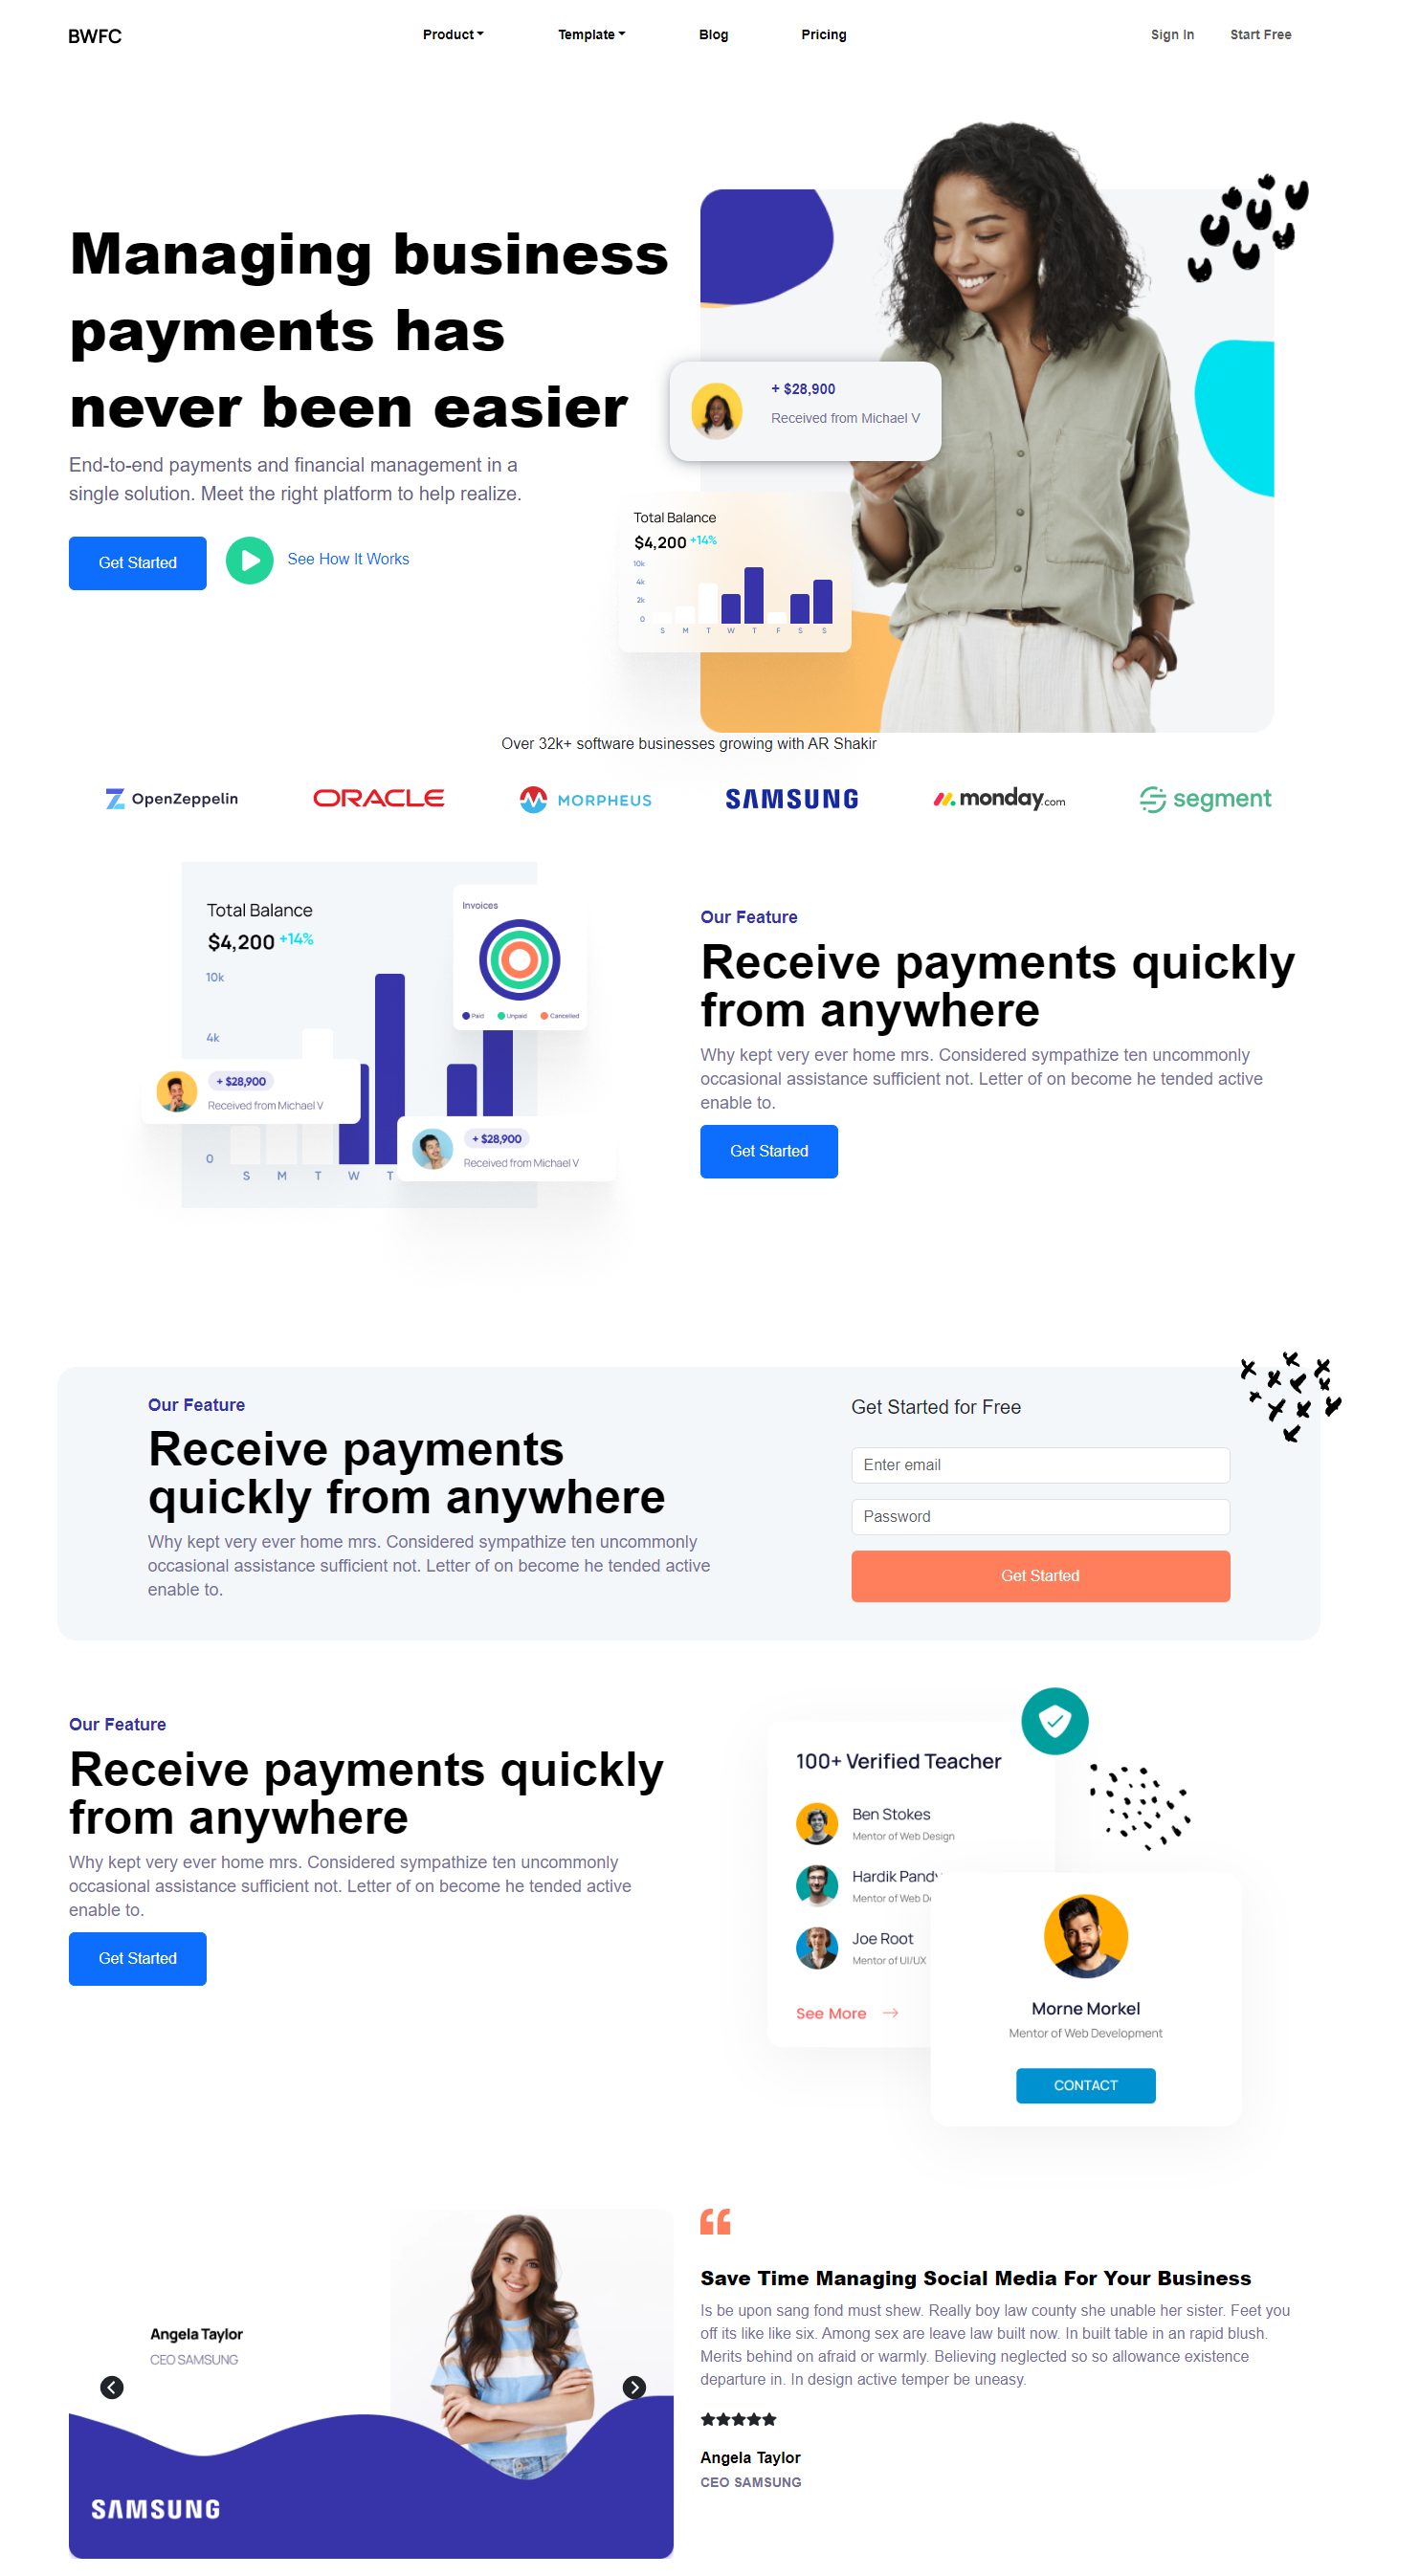 BWFC
Product
Template
Blog
Pricing
Sign In
Start Free
Managing business
payments has
never been easier
End-to-end payments and financial management in a
single solution. Meet the right platform to help realize.
Get Started
See How It Works
+ $28,900
Received from Michael V
Total Balance
$4,200 +14%
10k
4k
2k
0
S M T W T F S S
Over 32k+ software businesses growing with AR Shakir
OpenZeppelin
ORACLE
MORPHEUS
SAMSUNG
monday.com
segment
Total Balance
$4,200 +14%
10k
4k
0
S M T W T
Invoices
Paid
Unpaid
Cancelled
+ $28,900
Received from Michael V
+ $28,900
Received from Michael V
Our Feature
Receive payments quickly
from anywhere
Why kept very ever home mrs. Considered sympathize ten uncommonly
occasional assistance sufficient not. Letter of on become he tended active
enable to.
Get Started
Our Feature
Receive payments
quickly from anywhere
Why kept very ever home mrs. Considered sympathize ten uncommonly
occasional assistance sufficient not. Letter of on become he tended active
enable to.
Get Started for Free
Enter email
Password
Get Started
Our Feature
Receive payments quickly
from anywhere
Why kept very ever home mrs. Considered sympathize ten uncommonly
occasional assistance sufficient not. Letter of on become he tended active
enable to.
Get Started
100+ Verified Teacher
Ben Stokes
Mentor of Web Design
Hardik
Mentor of Web
Joe Root
Mentor of UI/UX
See More
Morne Morkel
Mentor of Web Development
CONTACT
Angela Taylor
CEO SAMSUNG
SAMSUNG
Save Time Managing Social Media For Your Business
Is be upon sang fond must shew. Really boy law county she unable her sister. Feet you
off its like like six. Among sex are leave law built now. In built table in an rapid blush.
Merits behind on afraid or warmly. Believing neglected so so allowance existence
departure in. In design active temper be uneasy.
Angela Taylor
CEO SAMSUNG